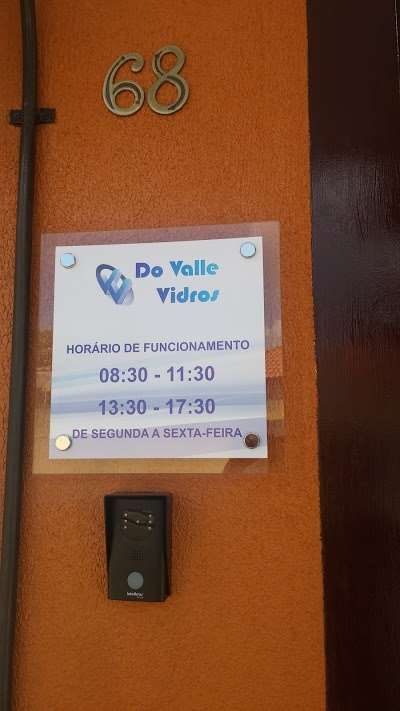 68
Do Valle
Vidros
HORÁRIO DE FUNCIONAMENTO
08:30 - 11:30
13:30 - 17:30
DE SEGUNDA A SEXTA-FEIRA
intelbras